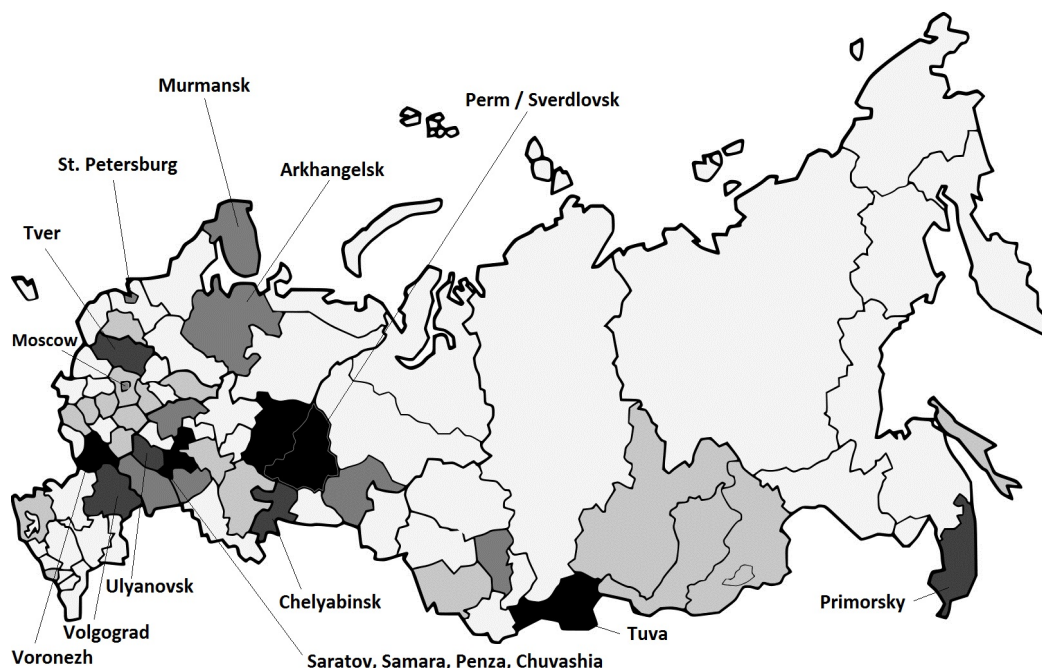 Murmansk
Perm / Sverdlovsk
St. Petersburg
Arkhangelsk
Tver
Moscow
Ulyanovsk
Chelyabinsk
Primorsky
Volgograd
Tuva
Voronezh
Saratov, Samara, Penza, Chuvashia